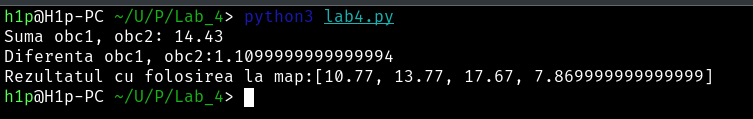 h1p@H1p-PC ~/U/P/Lab_4> python3 lab4.py
Suma obc1, obc2: 14.43
Diferenta obc1, obc2:1.1099999999999994
Rezultatul cu folosirea la map:[10.77, 13.77, 17.67, 7.869999999999999]
h1p@H1p-PC ~/U/P/Lab_4>